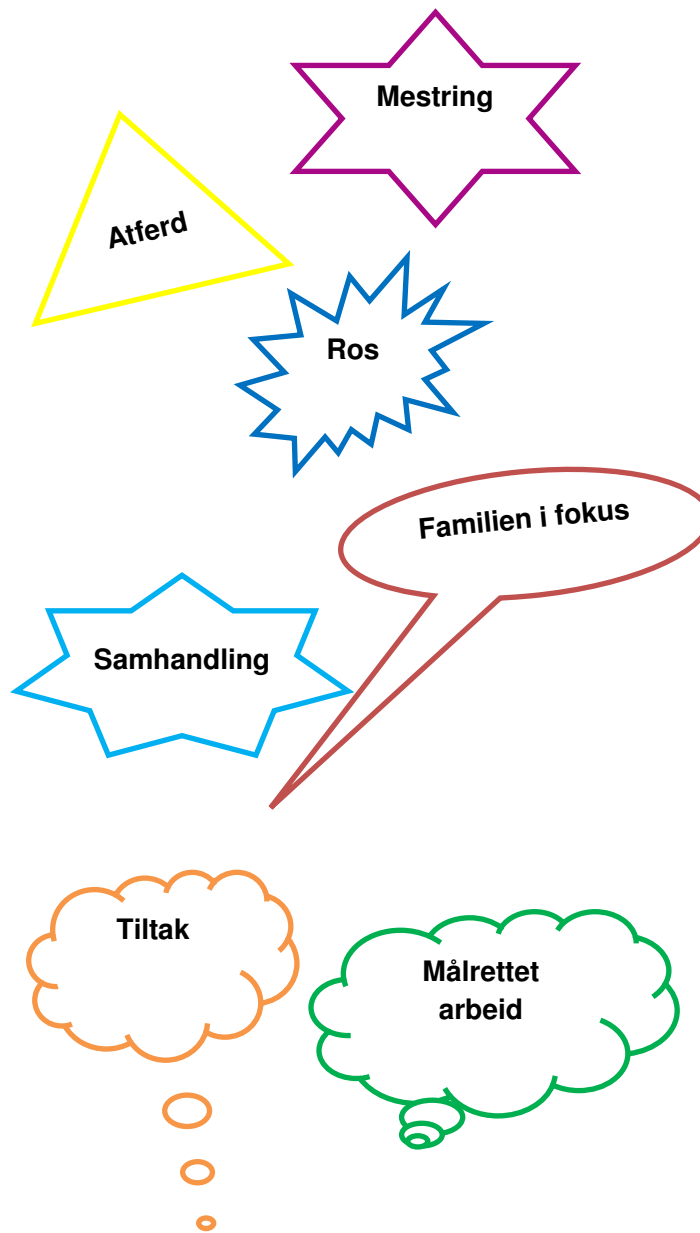 Mestring
Atferd
Ros
Familien i fokus
Samhandling
Tiltak
Målrettet
arbeid